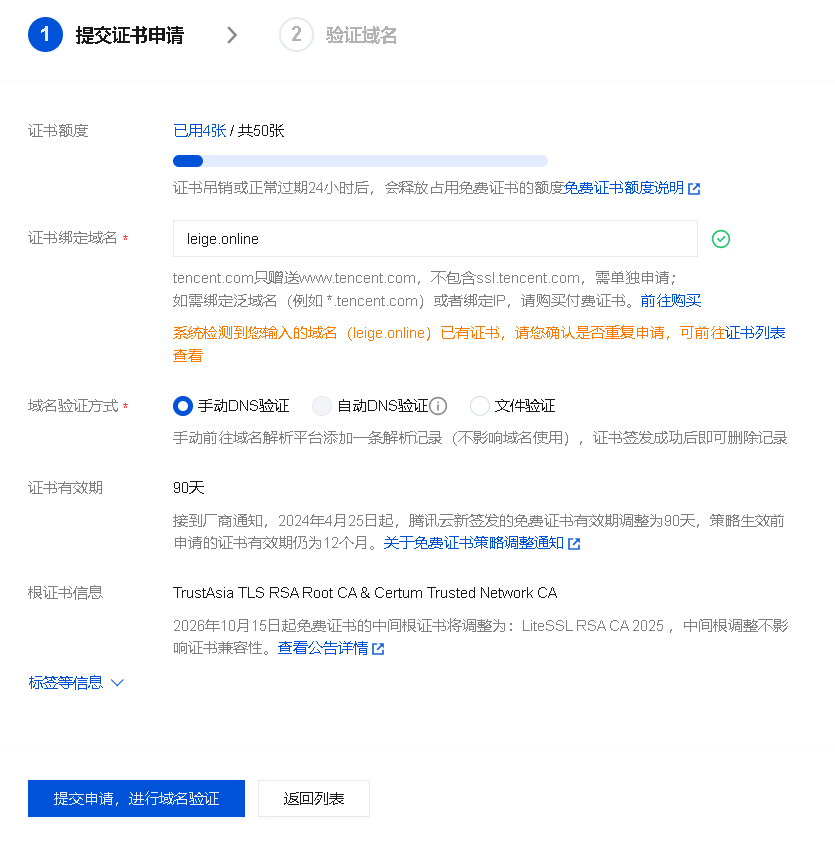 1 提交证书申请 2 验证域名
证书额度 已用4张 / 共50张
证书吊销或正常过期24小时后，会释放占用免费证书的额度免费证书额度说明
证书绑定域名 * leige.online
tencent.com只赠送www.tencent.com，不包含ssl.tencent.com，需单独申请；
如需绑定泛域名（例如 *.tencent.com）或者绑定IP，请购买付费证书。前往购买
系统检测到您输入的域名（leige.online）已有证书，请您确认是否重复申请，可前往证书列表
查看
域名验证方式 * 手动DNS验证 自动DNS验证 文件验证
手动前往域名解析平台添加一条解析记录（不影响域名使用），证书签发成功后即可删除记录
证书有效期 90天
接到厂商通知，2024年4月25日起，腾讯云新签发的免费证书有效期调整为90天，策略生效前
申请的证书有效期仍为12个月。关于免费证书策略调整通知
根证书信息 TrustAsia TLS RSA Root CA & Certum Trusted Network CA
2026年10月15日起免费证书的中间根证书将调整为：LiteSSL RSA CA 2025 ，中间根调整不影
响证书兼容性。查看公告详情
标签等信息
提交申请，进行域名验证 返回列表